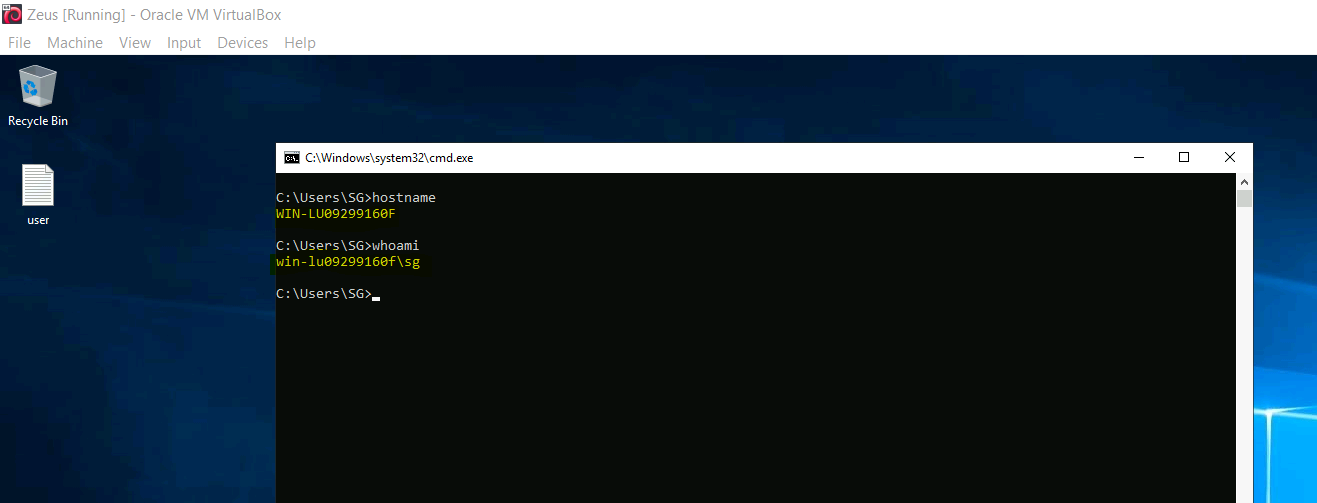 Zeus [Running] - Oracle VM VirtualBox
File Machine View Input Devices Help
Recycle Bin
user
C:\Windows\system32\cmd.exe
C:\Users\SG>hostname
WIN-LU09299160F
C:\Users\SG>whoami
win-lu09299160f\sg
C:\Users\SG>